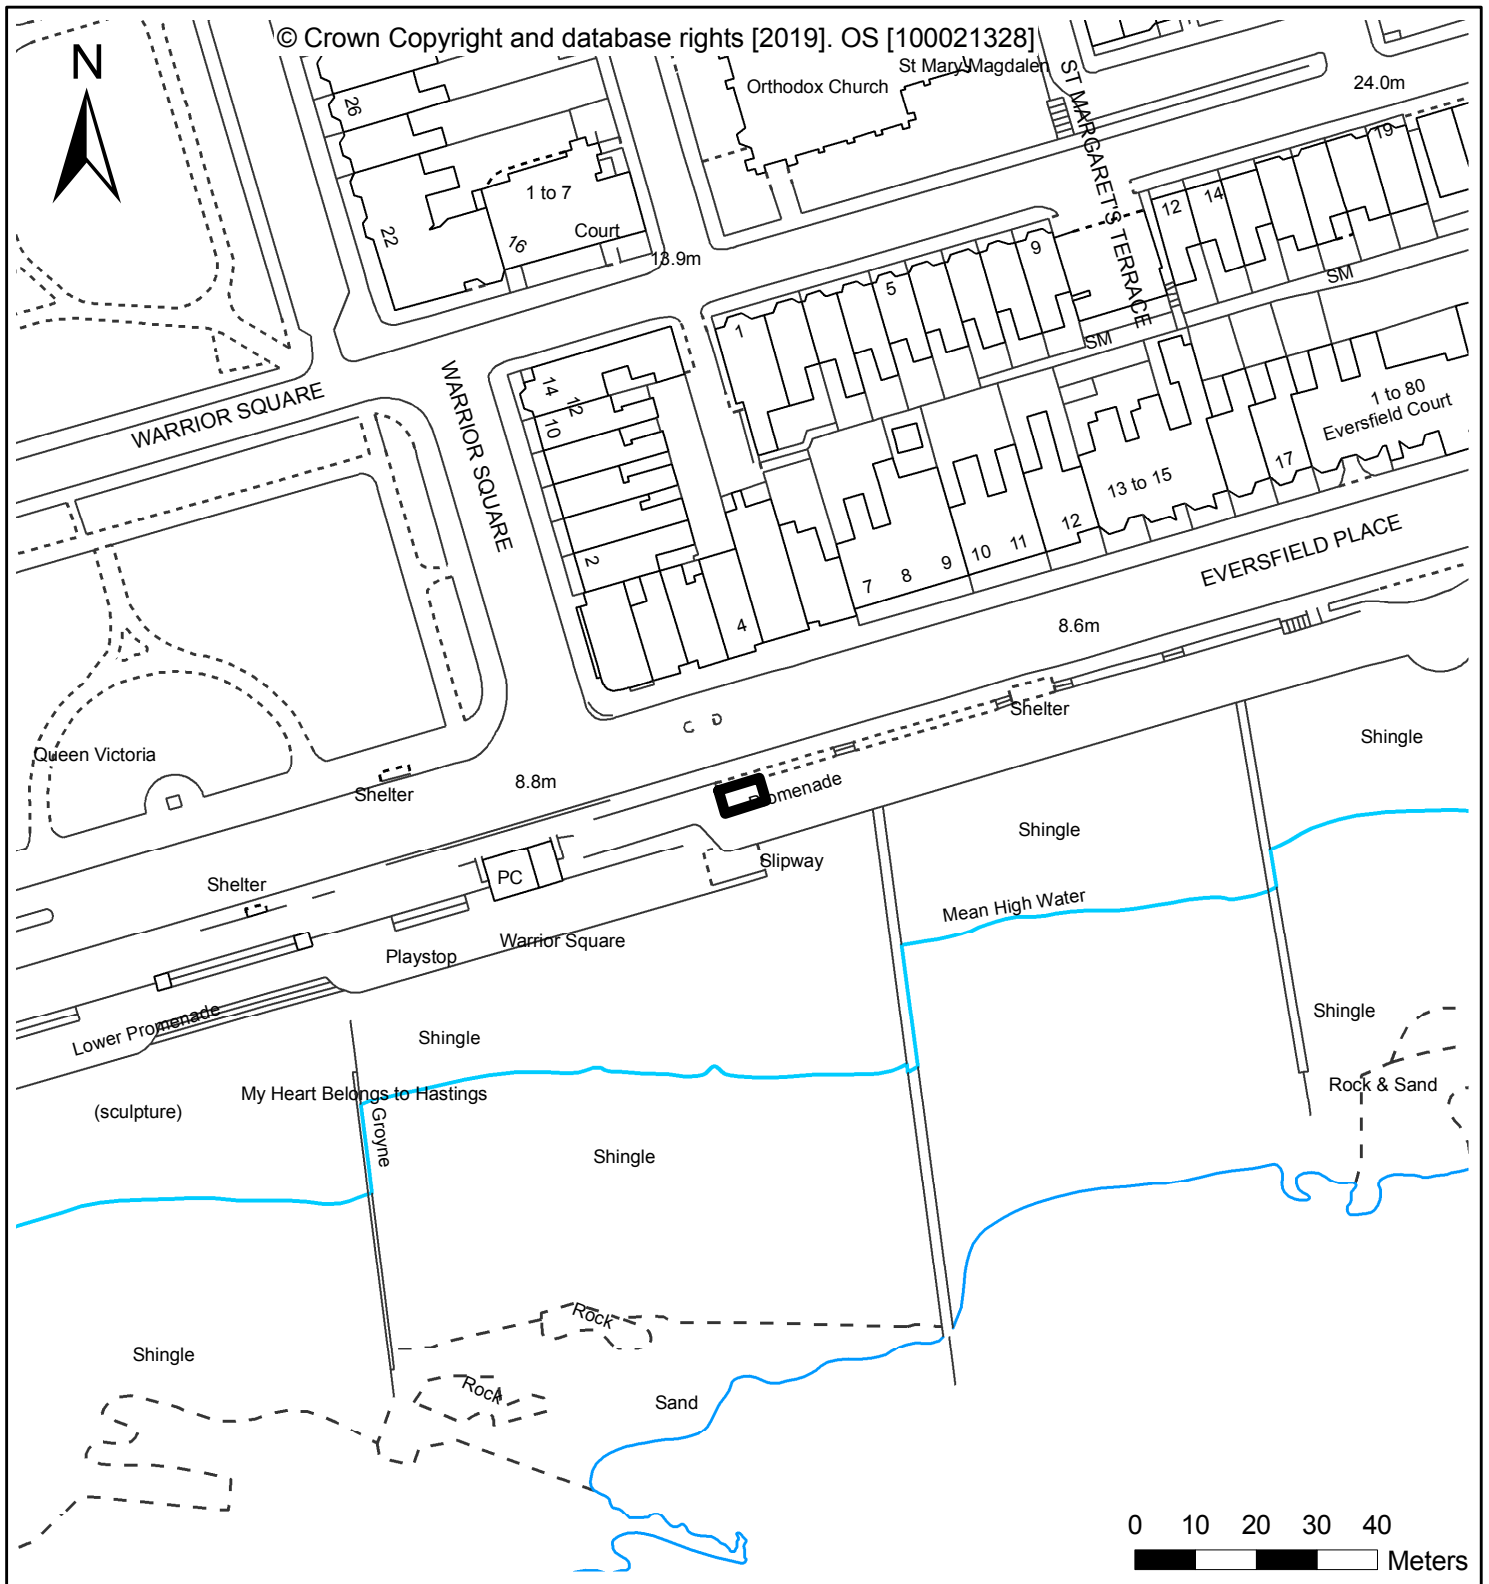 © Crown Copyright and database rights [2019]. OS [100021328]
N
St Mary Magdalen
Orthodox Church
24.0m
26
ST MARGARET'S TERRACE
19
1 to 7
12
14
22
16
Court
13.9m
9
5
SM
1
SM
WARRIOR SQUARE
WARRIOR SQUARE
14
12
10
1 to 80
Eversfield Court
17
13 to 15
2
12
11
10
9
8
7
EVERSFIELD PLACE
4
8.6m
Shelter
C D
Queen Victoria
Shelter
8.8m
Promenade
Shingle
Shingle
Slipway
PC
Shelter
Mean High Water
Warrior Square
Playstop
Lower Promenade
Shingle
Shingle
My Heart Belongs to Hastings
(sculpture)
Groyne
Rock & Sand
Shingle
Rock
Shingle
Rock
Sand
0 10 20 30 40
Meters